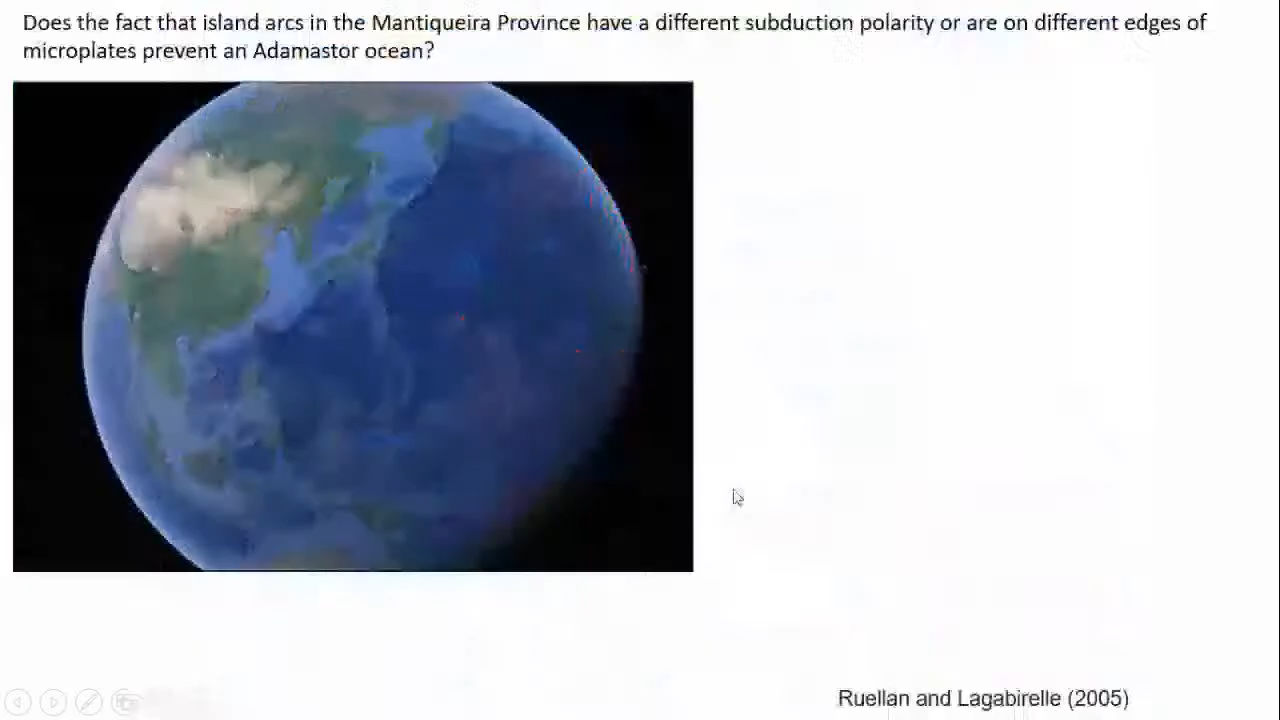 Does the fact that island arcs in the Mantiqueira Province have a different subduction polarity or are on different edges of
microplates prevent an Adamastor ocean?
Ruellan and Lagabirelle (2005)